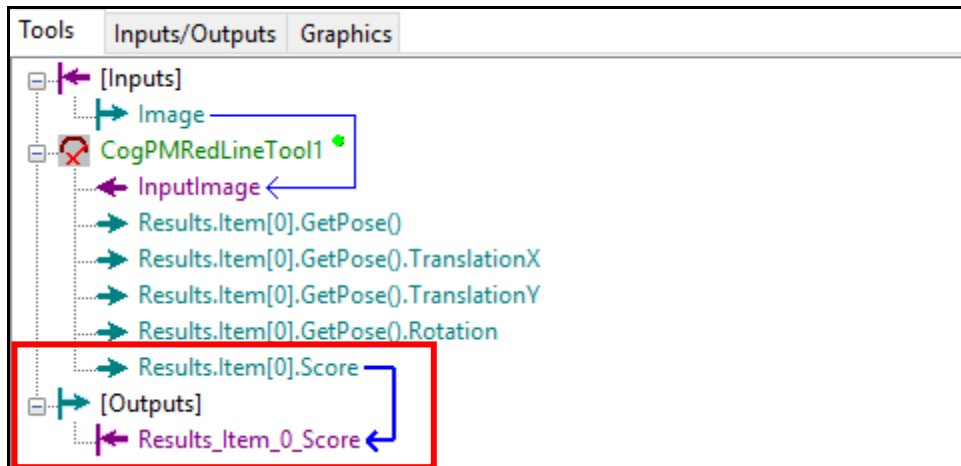 Tools Inputs/Outputs Graphics
[Inputs]
Image
CogPMRedLineTool1
InputImage
Results.Item[0].GetPose()
Results.Item[0].GetPose().TranslationX
Results.Item[0].GetPose().TranslationY
Results.Item[0].GetPose().Rotation
Results.Item[0].Score
[Outputs]
Results_Item_0_Score